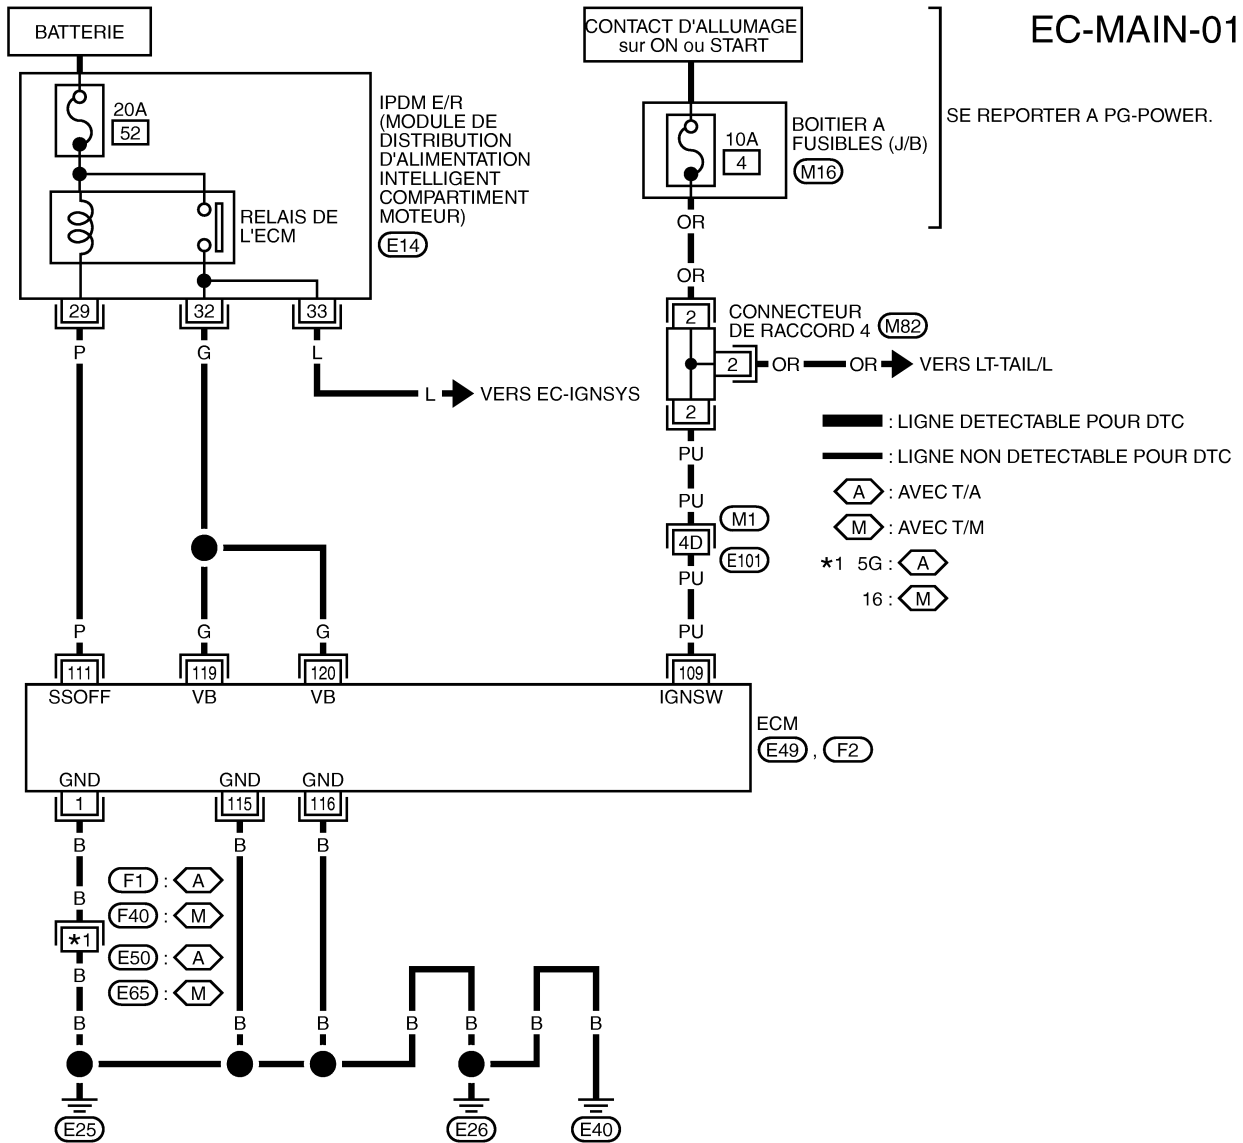 BATTERIE
CONTACT D'ALLUMAGE
sur ON ou START
EC-MAIN-01
20A
52
IPDM E/R
(MODULE DE
DISTRIBUTION
D'ALIMENTATION
INTELLIGENT
COMPARTIMENT
MOTEUR)
E14
RELAIS DE
L'ECM
10A
4
BOITIER A
FUSIBLES (J/B)
M16
SE REPORTER A PG-POWER.
OR
OR
29
32
33
P
G
L
L
VERS EC-IGNSYS
2
CONNECTEUR
DE RACCORD 4
M82
2
OR
OR
VERS LT-TAIL/L
2
PU
PU
4D
M1
E101
PU
PU
: LIGNE DETECTABLE POUR DTC
: LIGNE NON DETECTABLE POUR DTC
A : AVEC T/A
M : AVEC T/M
*1 5G : A
16 : M
P
G
G
111
119
120
109
SSOFF
VB
VB
IGNSW
ECM
E49 , F2
GND
GND
GND
1
115
116
B
B
B
B
F1 : A
F40 : M
*1
E50 : A
E65 : M
B
B
B
B
B
B
B
B
E25
E26
E40